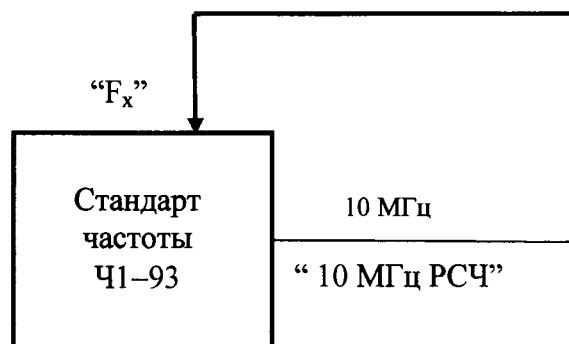 “Fx”
Стандарт
частоты
Ч1–93
10 МГц
“ 10 МГц РСЧ”